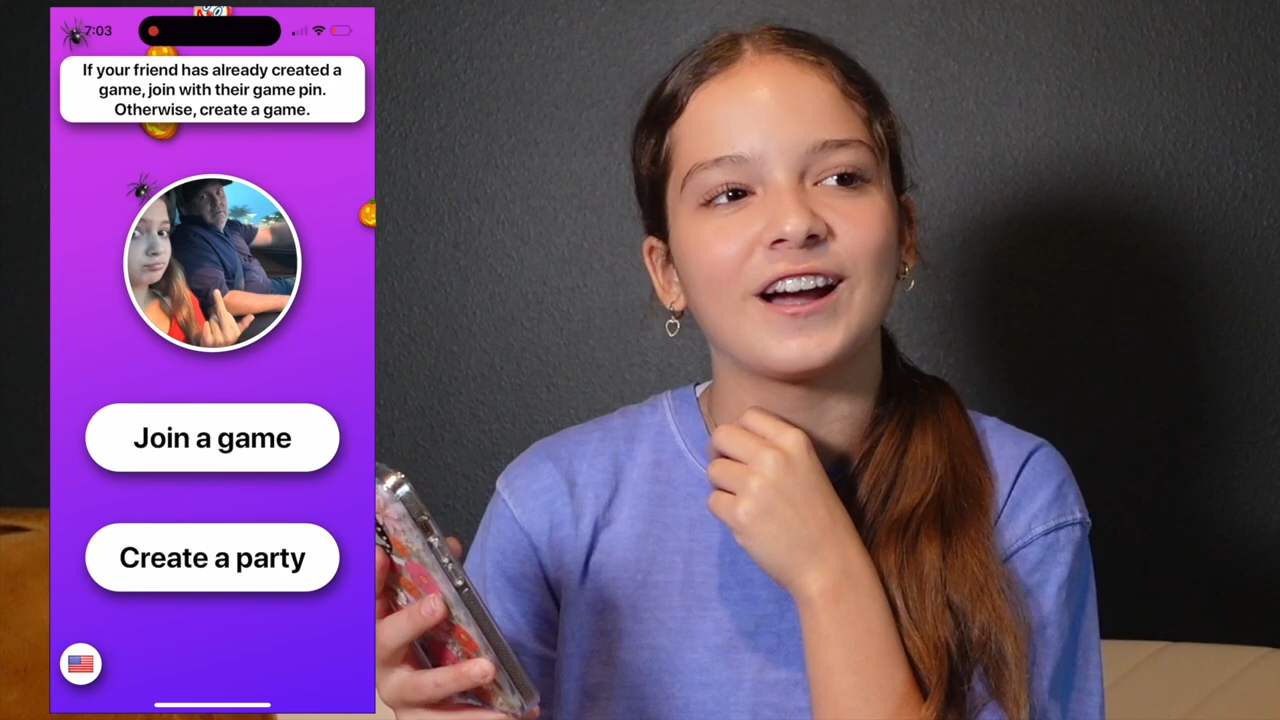 7:03
If your friend has already created a
game, join with their game pin.
Otherwise, create a game.
Join a game
Create a party